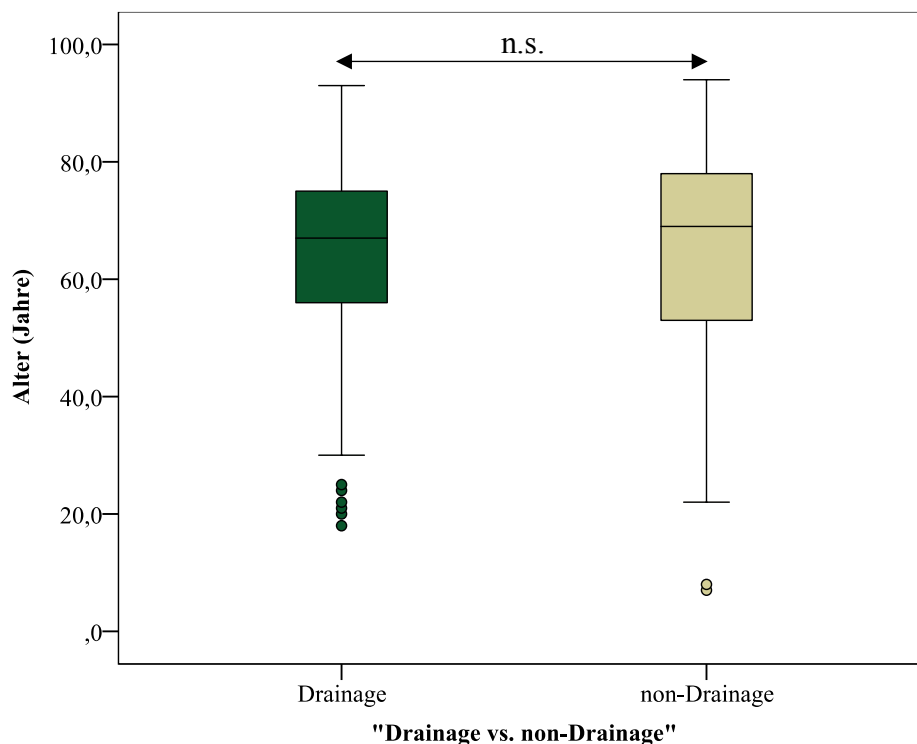 n.s.
100,0
80,0
60,0
40,0
20,0
,0
Alter (Jahre)
Drainage
non-Drainage
"Drainage vs. non-Drainage"